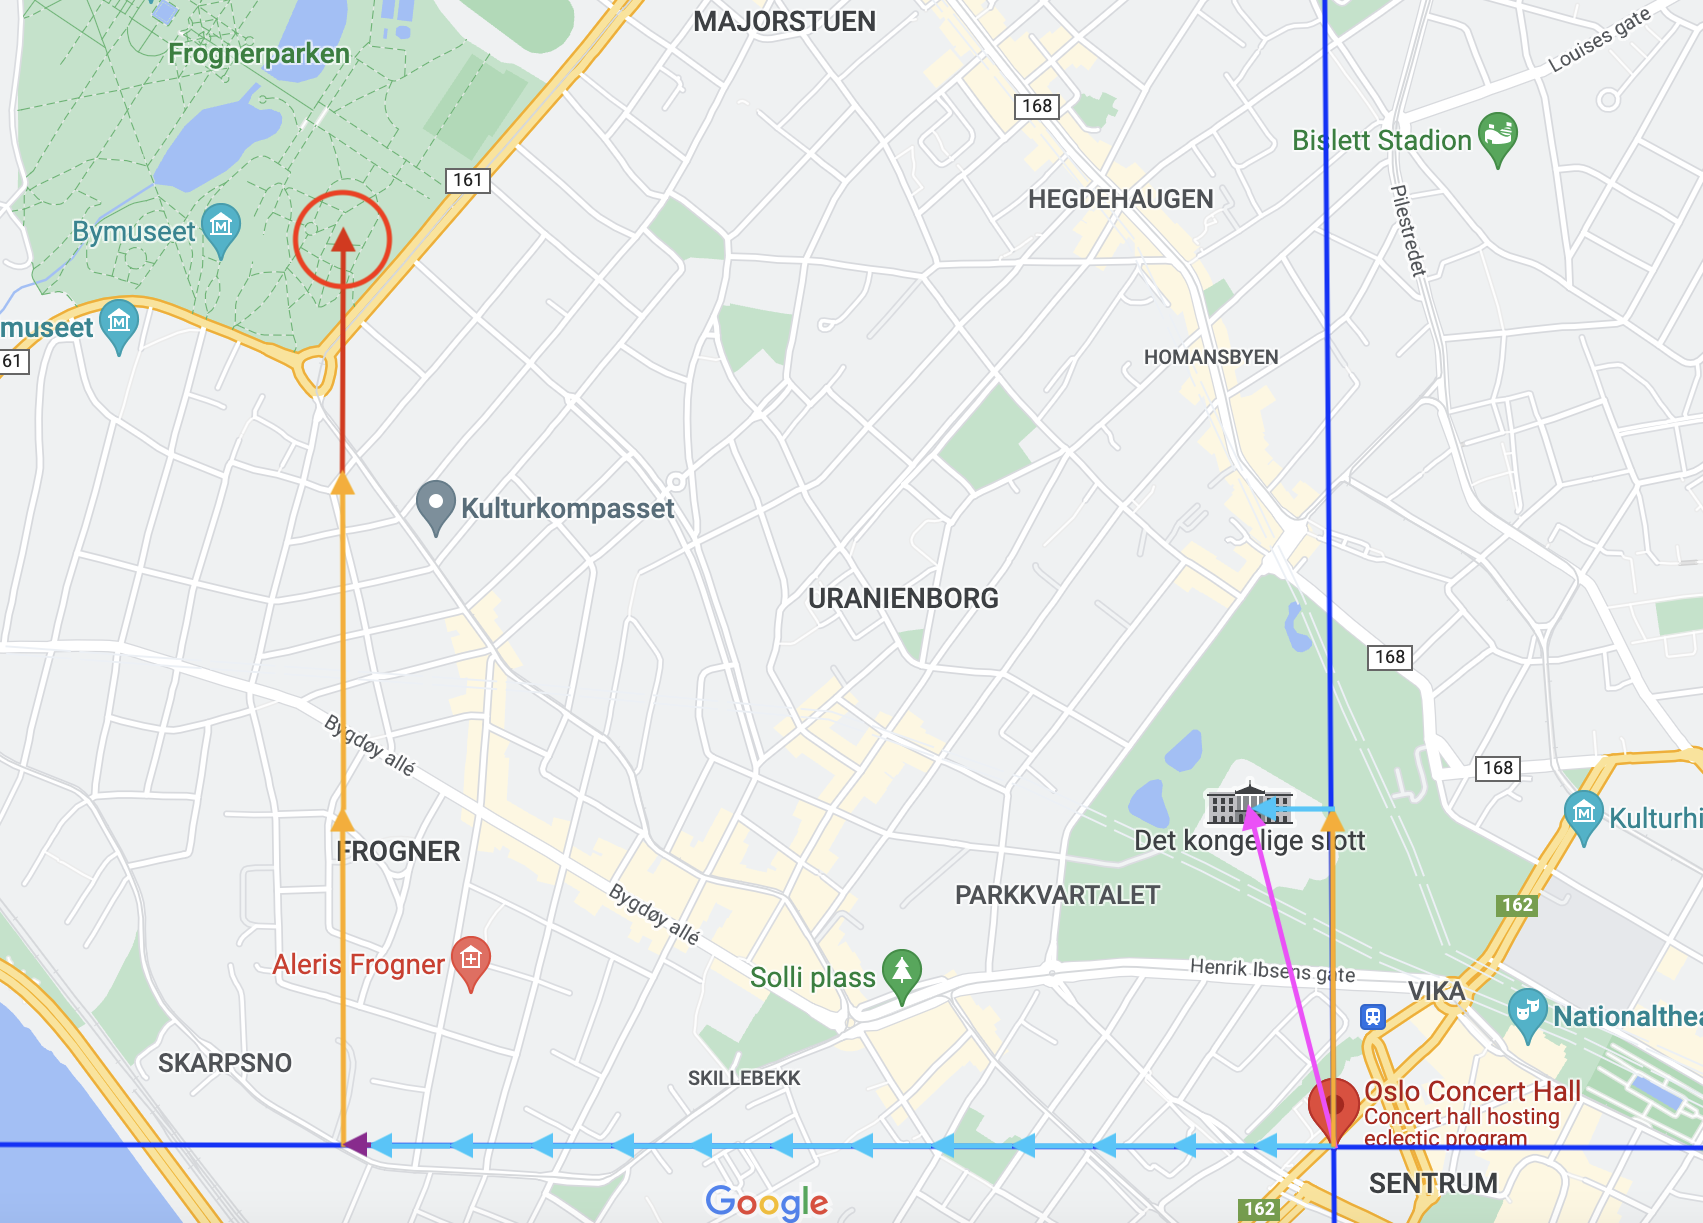 MAJORSTUEN
Louises gate
Frognerparken
168
Bislett Stadion
161
HEGDEHAUGEN
Pilestredet
Bymuseet
museet
61
HOMANSBYEN
Kulturkompasset
URANIENBORG
168
Bygdøy allé
168
Kulturhi
Det kongelige slott
FROGNER
PARKKVARTALET
162
Bygdøy allé
Aleris Frogner
Solli plass
Henrik Ibsens gate
VIKA
Nationalthea
SKARPSNO
SKILLEBEKK
Oslo Concert Hall
Concert hall hosting
eclectic program
SENTRUM
Google
162